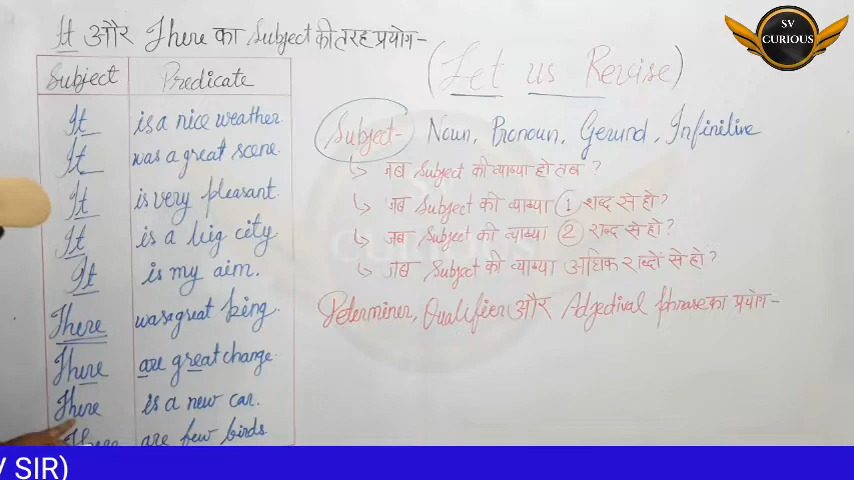 It और There का Subject की तरह प्रयोग-
SV
CURIOUS
Subject Predicate
It is a nice weather.
It was a great scene.
It is very pleasant.
It is a big city
It is my aim.
There was great king.
There are great change.
There is a new car.
There are few birds.
(Let us Revise)
Subject- Noun, Pronoun, Gerund, Infinitive
↳ जब Subject की व्याख्या हो तब ?
↳ जब Subject की व्याख्या 1 शब्द से हो ?
↳ जब Subject की व्याख्या 2 शब्द से हो ?
↳ जब Subject की व्याख्या अधिक शब्दों से हो ?
Determiner, Qualifier और Adjectival phrase का प्रयोग-
SIR)